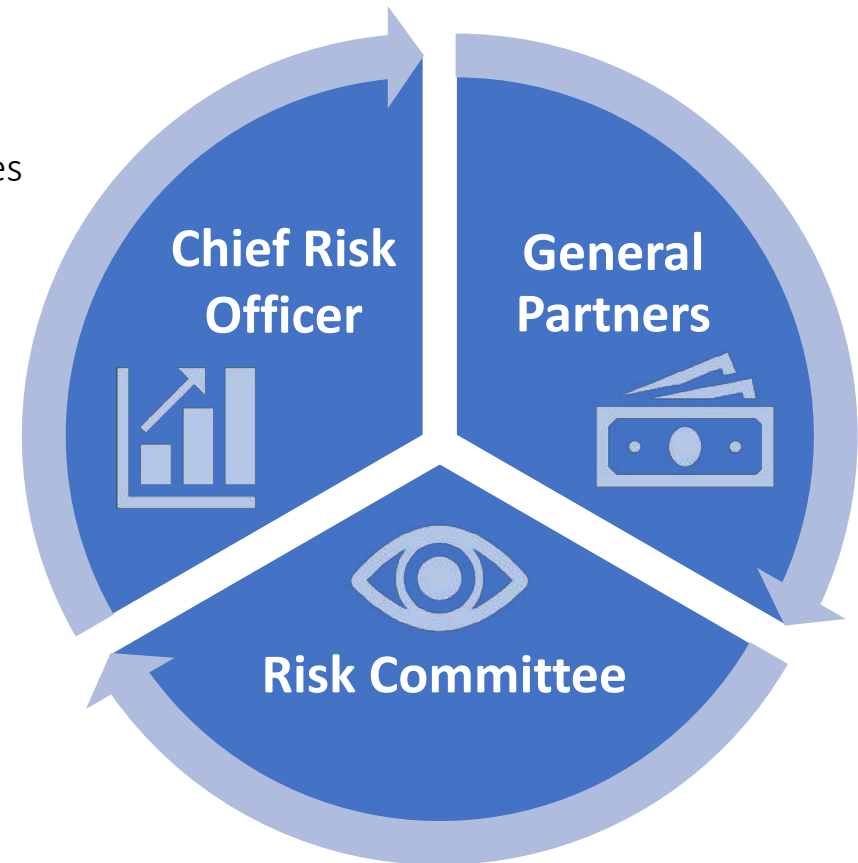 Chief Risk
Officer
General
Partners
Risk Committee